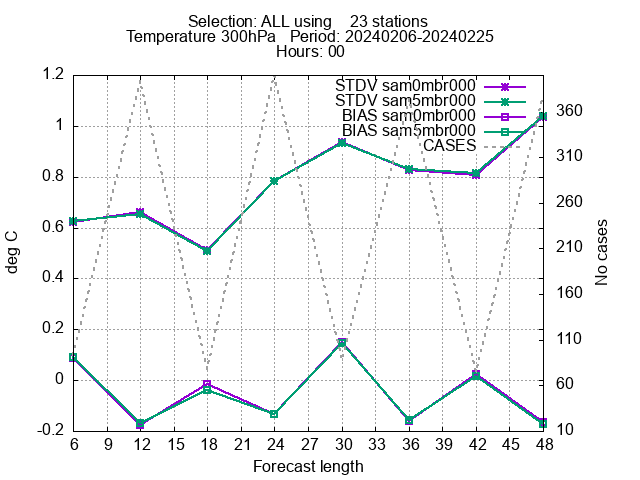 Selection: ALL using 23 stations
Temperature 300hPa Period: 20240206-20240225
Hours: 00
STDV sam0mbr000
STDV sam5mbr000
BIAS sam0mbr000
BIAS sam5mbr000
CASES
1.2
1
0.8
0.6
0.4
0.2
0
-0.2
deg C
360
310
260
210
160
110
60
10
No cases
6 9 12 15 18 21 24 27 30 33 36 39 42 45 48
Forecast length